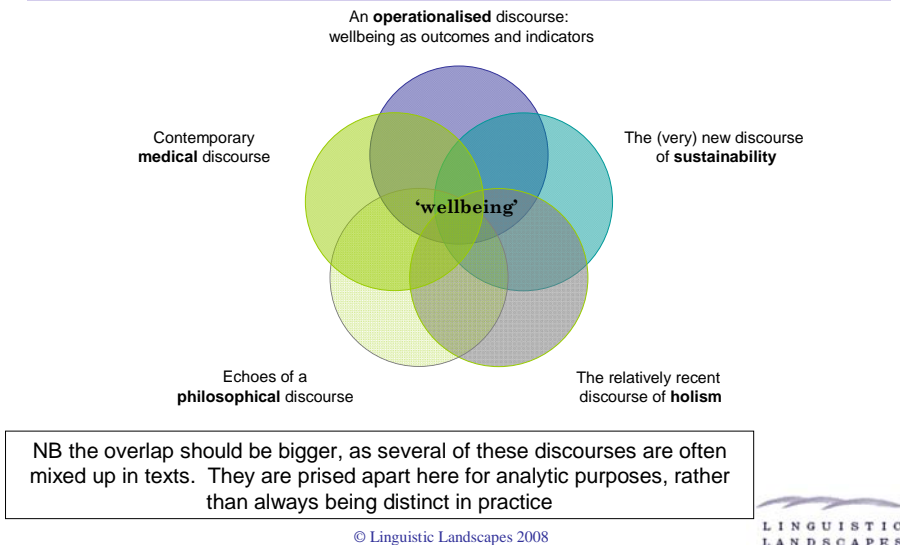 An operationalised discourse:
wellbeing as outcomes and indicators
Contemporary
medical discourse
The (very) new discourse
of sustainability
‘wellbeing’
Echoes of a
philosophical discourse
The relatively recent
discourse of holism
NB the overlap should be bigger, as several of these discourses are often
mixed up in texts.  They are prised apart here for analytic purposes, rather
than always being distinct in practice
© Linguistic Landscapes 2008
LINGUISTIC
LANDSCAPES